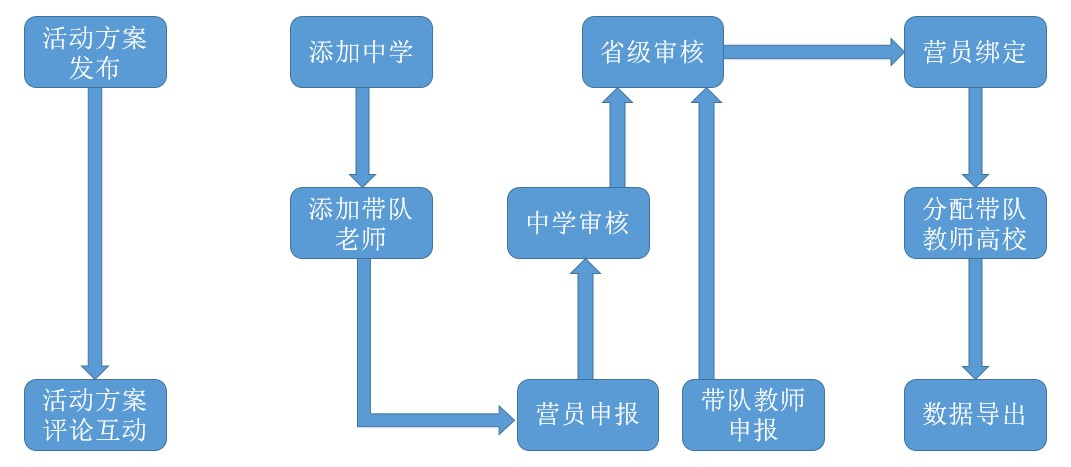 活动方案
发布
添加中学
省级审核
营员绑定
添加带队
老师
中学审核
分配带队
教师高校
活动方案
评论互动
营员申报
带队教师
申报
数据导出